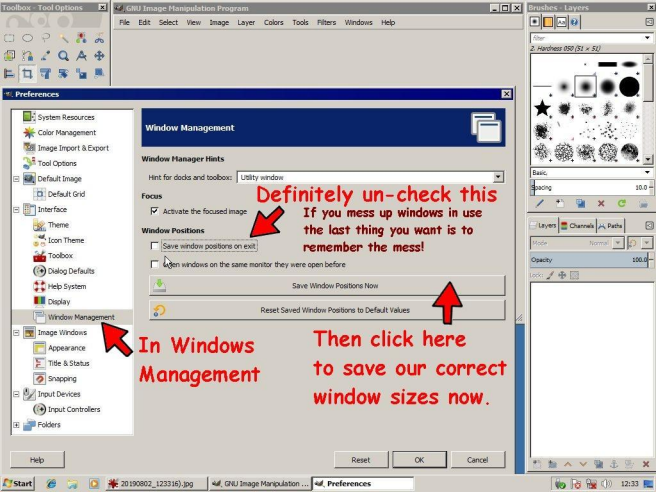 Toolbox - Tool Options
GNU Image Manipulation Program
Brushes - Layers
File Edit Select View Image Layer Colors Tools Filters Windows Help
filter
2. Hardness 050 (51 × 51)
Preferences
System Resources
Color Management
Image Import & Export
Tool Options
Default Image
Default Grid
Interface
Theme
Icon Theme
Toolbox
Dialog Defaults
Help System
Display
Window Management
Image Windows
Appearance
Title & Status
Snapping
Input Devices
Input Controllers
Folders
Window Management
Window Manager Hints
Hint for docks and toolbox: Utility window
Focus
Definitely un-check this
Activate the focused image
If you mess up windows in use
the last thing you want is to
remember the mess!
Window Positions
Save window positions on exit
Open windows on the same monitor they were open before
Save Window Positions Now
Reset Saved Window Positions to Default Values
In Windows
Management
Then click here
to save our correct
window sizes now.
Help
Reset
OK
Cancel
Basic,
Spacing 10.0
Layers Channels Paths
Mode Normal
Opacity 100.0
Lock:
Start
20190802_123316).jpg
GNU Image Manipulation ...
Preferences
12:33